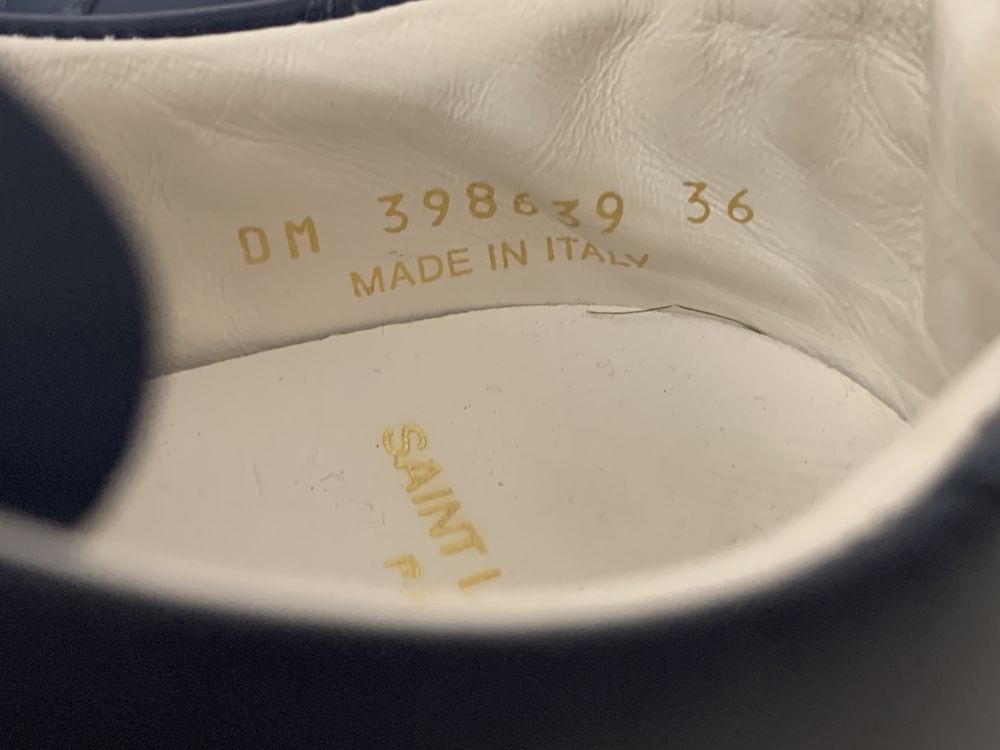 DM 398639 36
MADE IN ITALY
SAINT L
P